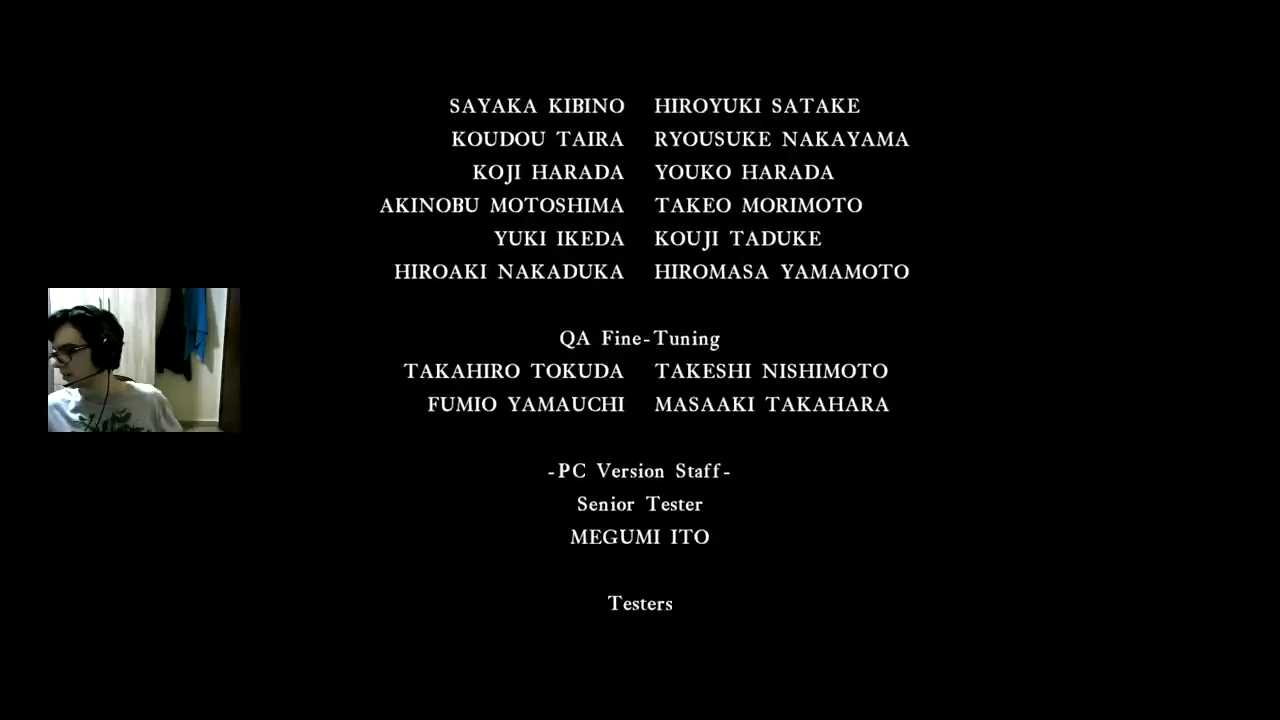 SAYAKA KIBINO HIROYUKI SATAKE
KOUDOU TAIRA RYOUSUKE NAKAYAMA
KOJI HARADA YOUKO HARADA
AKINOBU MOTOSHIMA TAKEO MORIMOTO
YUKI IKEDA KOUJI TADUKE
HIROAKI NAKADUKA HIROMASA YAMAMOTO
QA Fine-Tuning
TAKAHIRO TOKUDA TAKESHI NISHIMOTO
FUMIO YAMAUCHI MASAAKI TAKAHARA
-PC Version Staff-
Senior Tester
MEGUMI ITO
Testers